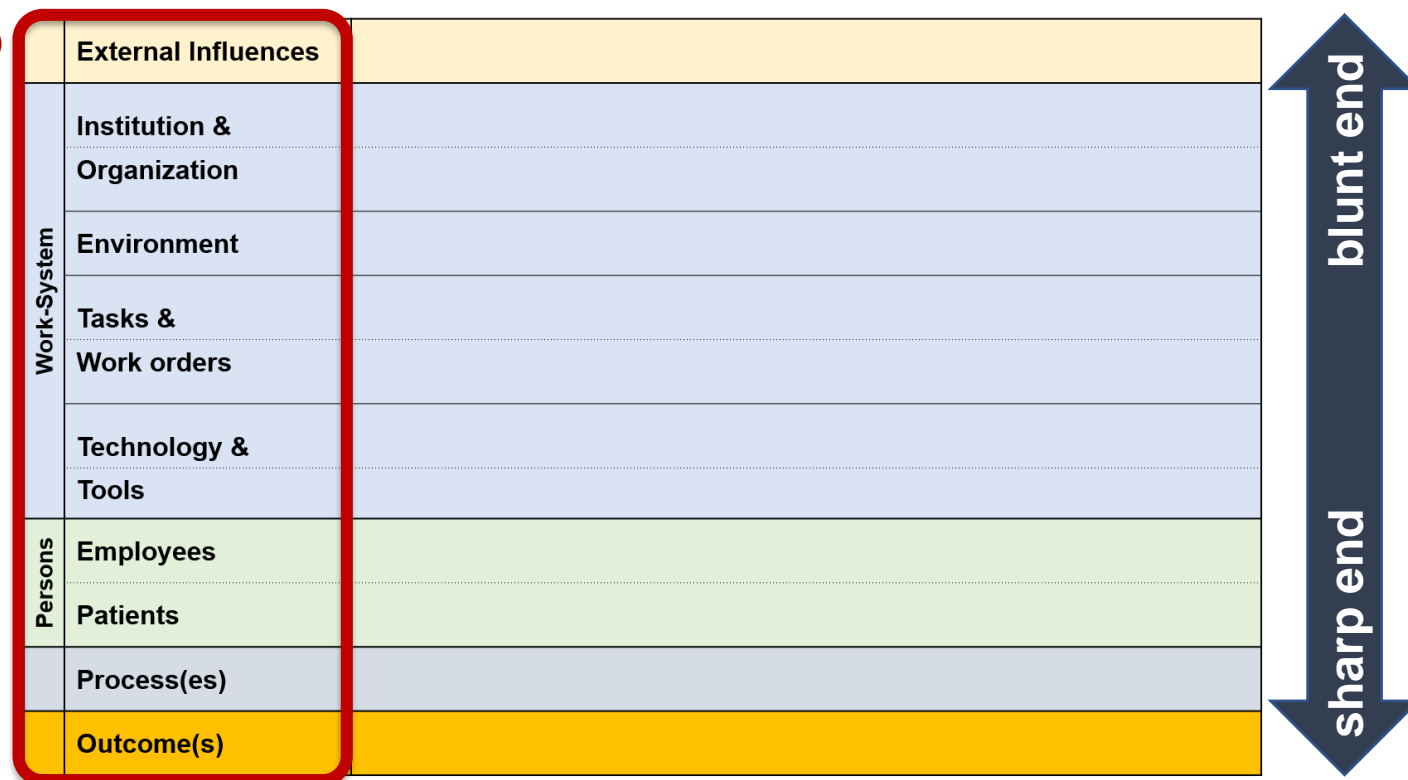 External Influences
Institution &
Organization
Environment
Work-System
Tasks &
Work orders
Technology &
Tools
Persons
Employees
Patients
Process(es)
Outcome(s)
blunt end
sharp end